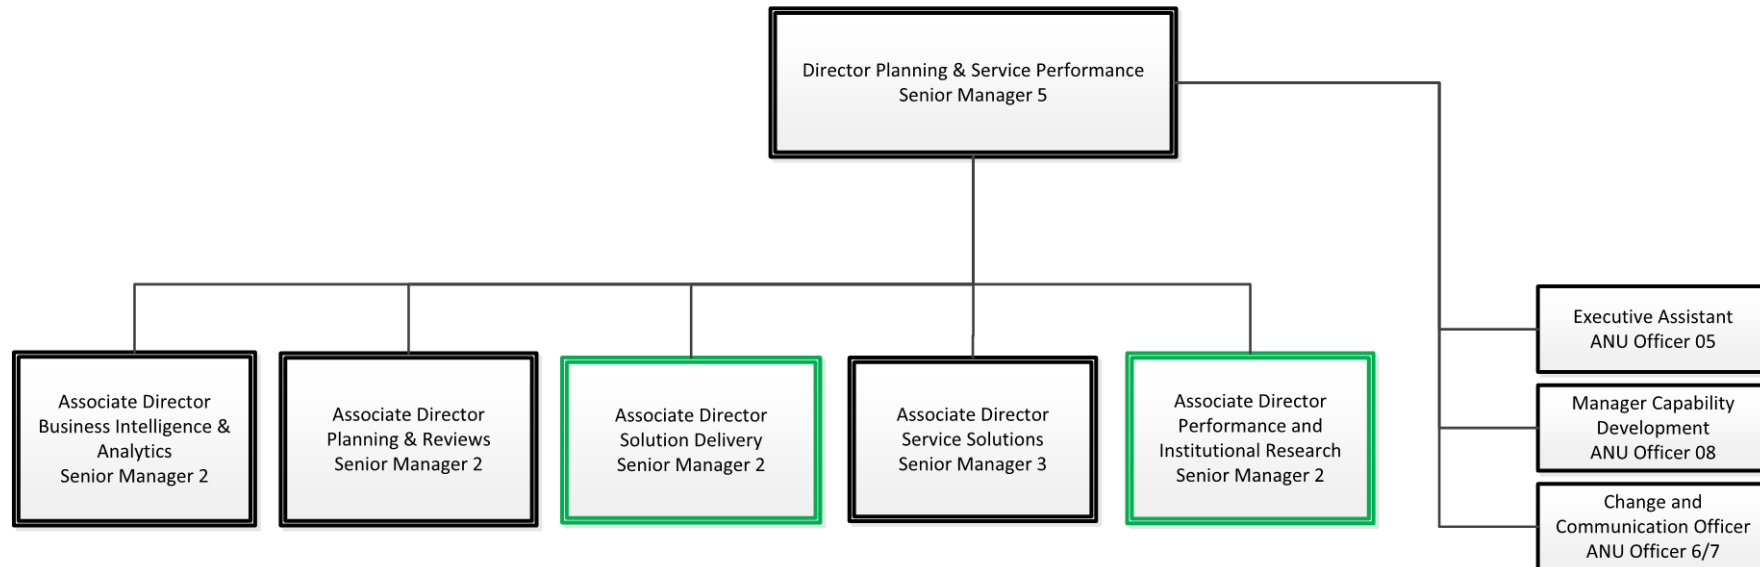 Director Planning & Service Performance
Senior Manager 5
Associate Director
Business Intelligence &
Analytics
Senior Manager 2
Associate Director
Planning & Reviews
Senior Manager 2
Associate Director
Solution Delivery
Senior Manager 2
Associate Director
Service Solutions
Senior Manager 3
Associate Director
Performance and
Institutional Research
Senior Manager 2
Executive Assistant
ANU Officer 05
Manager Capability
Development
ANU Officer 08
Change and
Communication Officer
ANU Officer 6/7